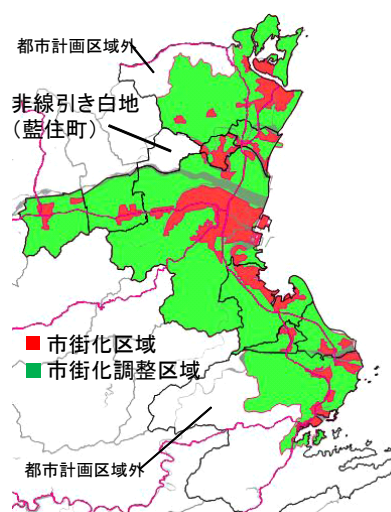 都市計画区域外
非線引き白地
（藍住町）
市街化区域
市街化調整区域
都市計画区域外